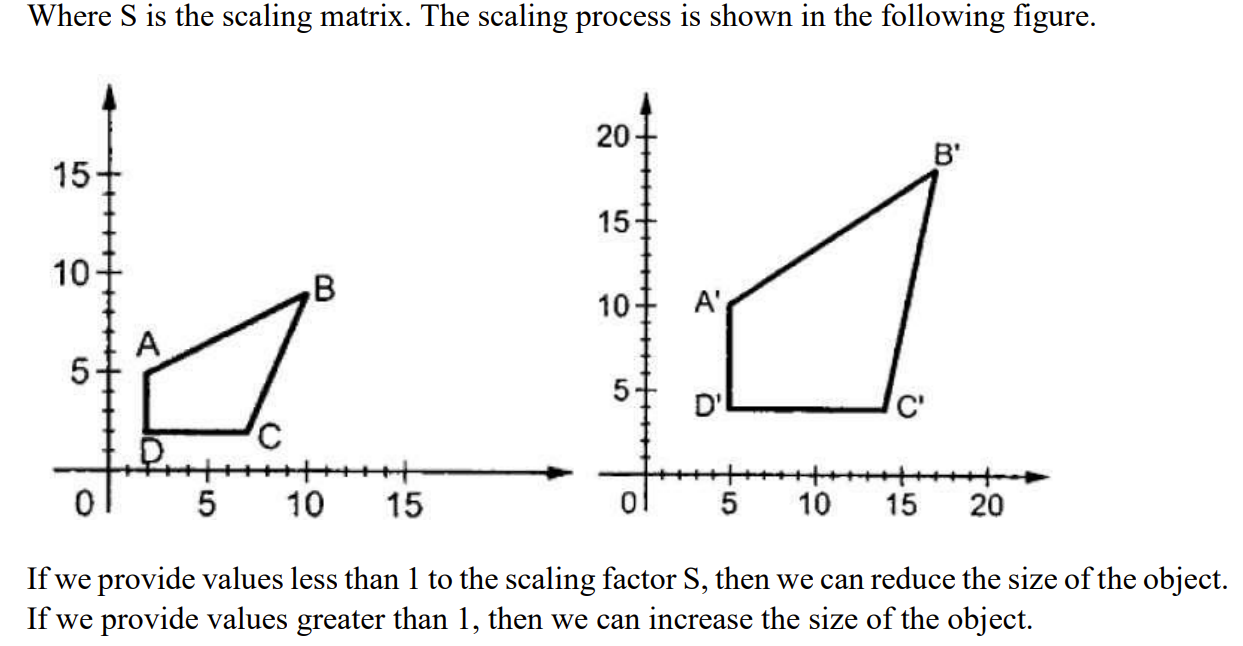 Where S is the scaling matrix. The scaling process is shown in the following figure.
15
10
5
0
5
10
15
A
B
C
D
20
15
10
5
0
5
10
15
20
A'
B'
C'
D'
If we provide values less than 1 to the scaling factor S, then we can reduce the size of the object.
If we provide values greater than 1, then we can increase the size of the object.